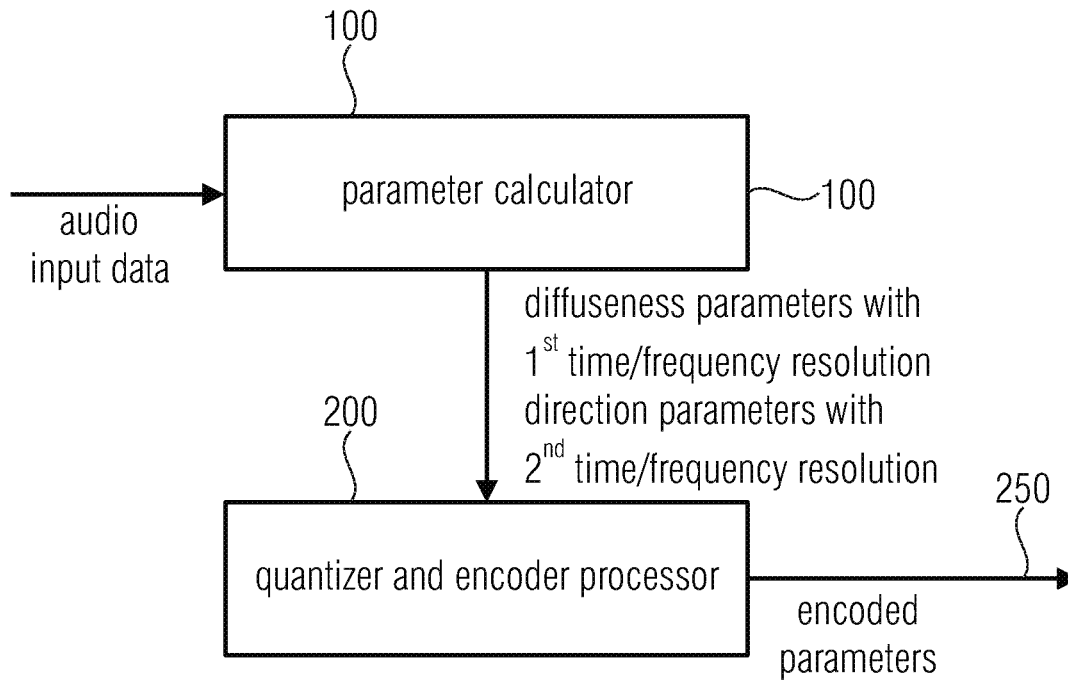 100
parameter calculator
100
audio
input data
diffuseness parameters with
1st time/frequency resolution
direction parameters with
2nd time/frequency resolution
200
250
quantizer and encoder processor
encoded
parameters